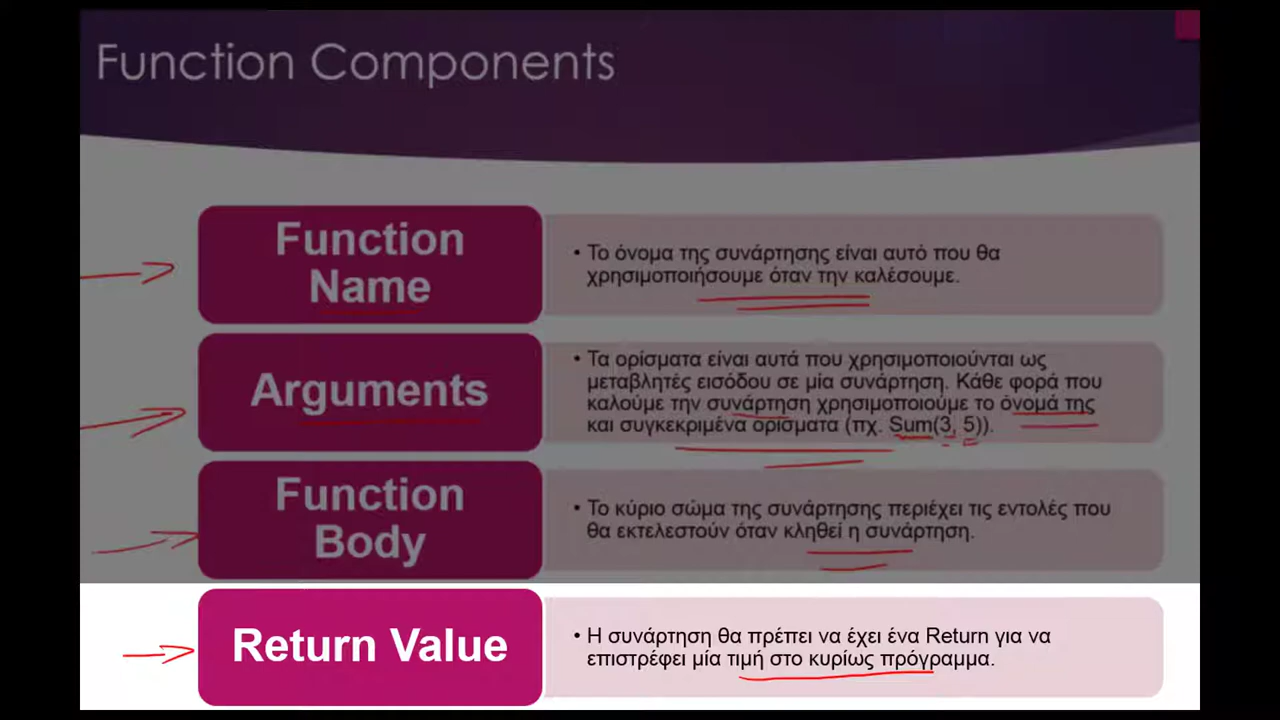 Function Components
Function
Name
• Το όνομα της συνάρτησης είναι αυτό που θα
χρησιμοποιήσουμε όταν την καλέσουμε.
Arguments
• Τα ορίσματα είναι αυτά που χρησιμοποιούνται ως
μεταβλητές εισόδου σε μία συνάρτηση. Κάθε φορά που
καλούμε την συνάρτηση χρησιμοποιούμε το όνομά της
και συγκεκριμένα ορίσματα (πχ. Sum(3, 5)).
Function
Body
• Το κύριο σώμα της συνάρτησης περιέχει τις εντολές που
θα εκτελεστούν όταν κληθεί η συνάρτηση.
Return Value
• Η συνάρτηση θα πρέπει να έχει ένα Return για να
επιστρέφει μία τιμή στο κυρίως πρόγραμμα.